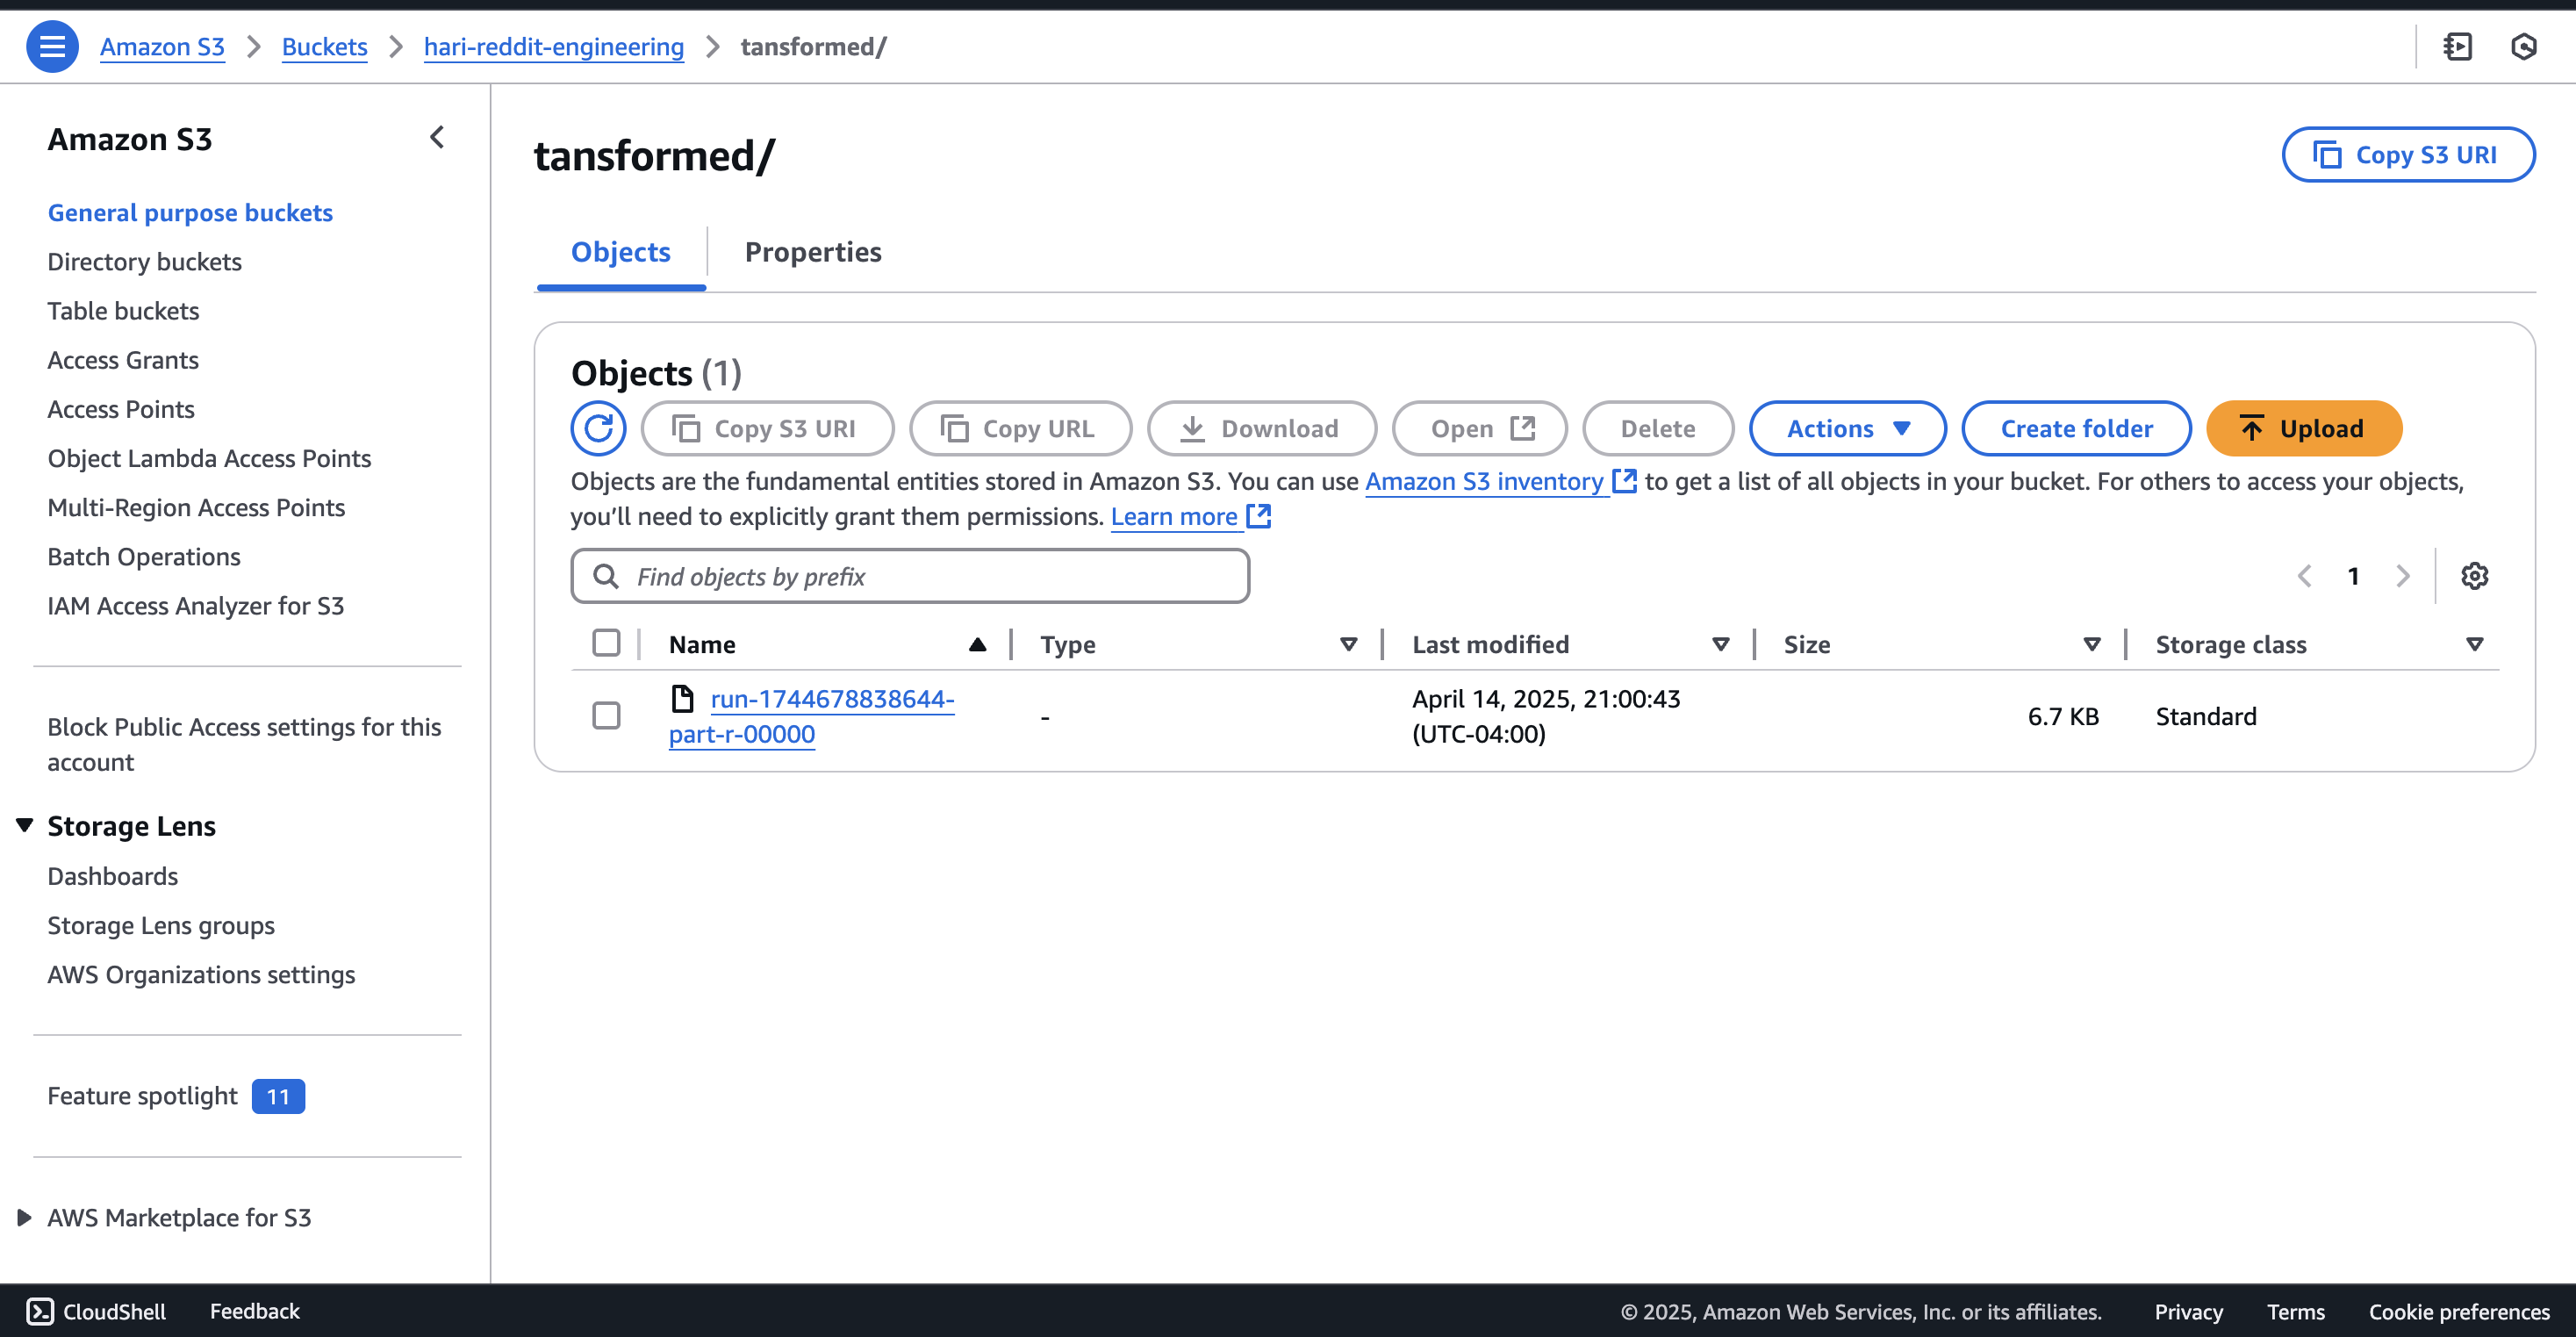 Amazon S3 Buckets hari-reddit-engineering tansformed/
Amazon S3
General purpose buckets
Directory buckets
Table buckets
Access Grants
Access Points
Object Lambda Access Points
Multi-Region Access Points
Batch Operations
IAM Access Analyzer for S3
Block Public Access settings for this
account
Storage Lens
Dashboards
Storage Lens groups
AWS Organizations settings
Feature spotlight 11
AWS Marketplace for S3
tansformed/
Copy S3 URI
Objects Properties
Objects (1)
Copy S3 URI Copy URL Download Open Delete Actions Create folder Upload
Objects are the fundamental entities stored in Amazon S3. You can use Amazon S3 inventory to get a list of all objects in your bucket. For others to access your objects,
you’ll need to explicitly grant them permissions. Learn more
Find objects by prefix
1
Name Type Last modified Size Storage class
run-1744678838644-
part-r-00000
-
April 14, 2025, 21:00:43
(UTC-04:00)
6.7 KB
Standard
CloudShell Feedback
© 2025, Amazon Web Services, Inc. or its affiliates. Privacy Terms Cookie preferences